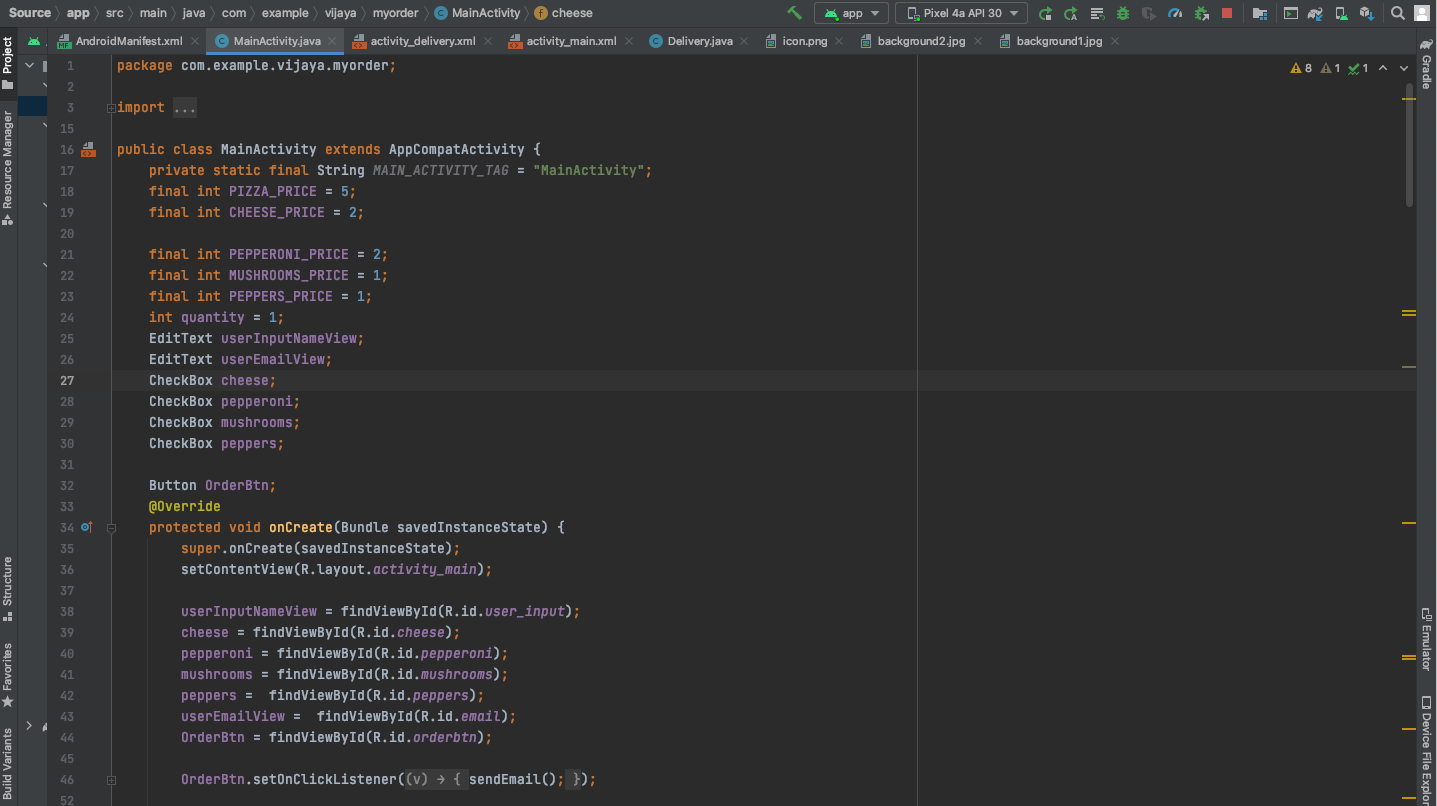 Source app src main java com example vijaya myorder MainActivity cheese
app Pixel 4a API 30
AndroidManifest.xml MainActivity.java activity_delivery.xml activity_main.xml Delivery.java icon.png background2.jpg background1.jpg
Project
Resource Manager
Structure
Favorites
Build Variants
8 1 1
Gradle
Emulator
Device File Explor
1 package com.example.vijaya.myorder;
2
3 import ...
15
16 public class MainActivity extends AppCompatActivity {
17 private static final String MAIN_ACTIVITY_TAG = "MainActivity";
18 final int PIZZA_PRICE = 5;
19 final int CHEESE_PRICE = 2;
20
21 final int PEPPERONI_PRICE = 2;
22 final int MUSHROOMS_PRICE = 1;
23 final int PEPPERS_PRICE = 1;
24 int quantity = 1;
25 EditText userInputNameView;
26 EditText userEmailView;
27 CheckBox cheese;
28 CheckBox pepperoni;
29 CheckBox mushrooms;
30 CheckBox peppers;
31
32 Button OrderBtn;
33 @Override
34 protected void onCreate(Bundle savedInstanceState) {
35 super.onCreate(savedInstanceState);
36 setContentView(R.layout.activity_main);
37
38 userInputNameView = findViewById(R.id.user_input);
39 cheese = findViewById(R.id.cheese);
40 pepperoni = findViewById(R.id.pepperoni);
41 mushrooms = findViewById(R.id.mushrooms);
42 peppers =  findViewById(R.id.peppers);
43 userEmailView =  findViewById(R.id.email);
44 OrderBtn = findViewById(R.id.orderbtn);
45
46 OrderBtn.setOnClickListener((v) → { sendEmail(); });
52